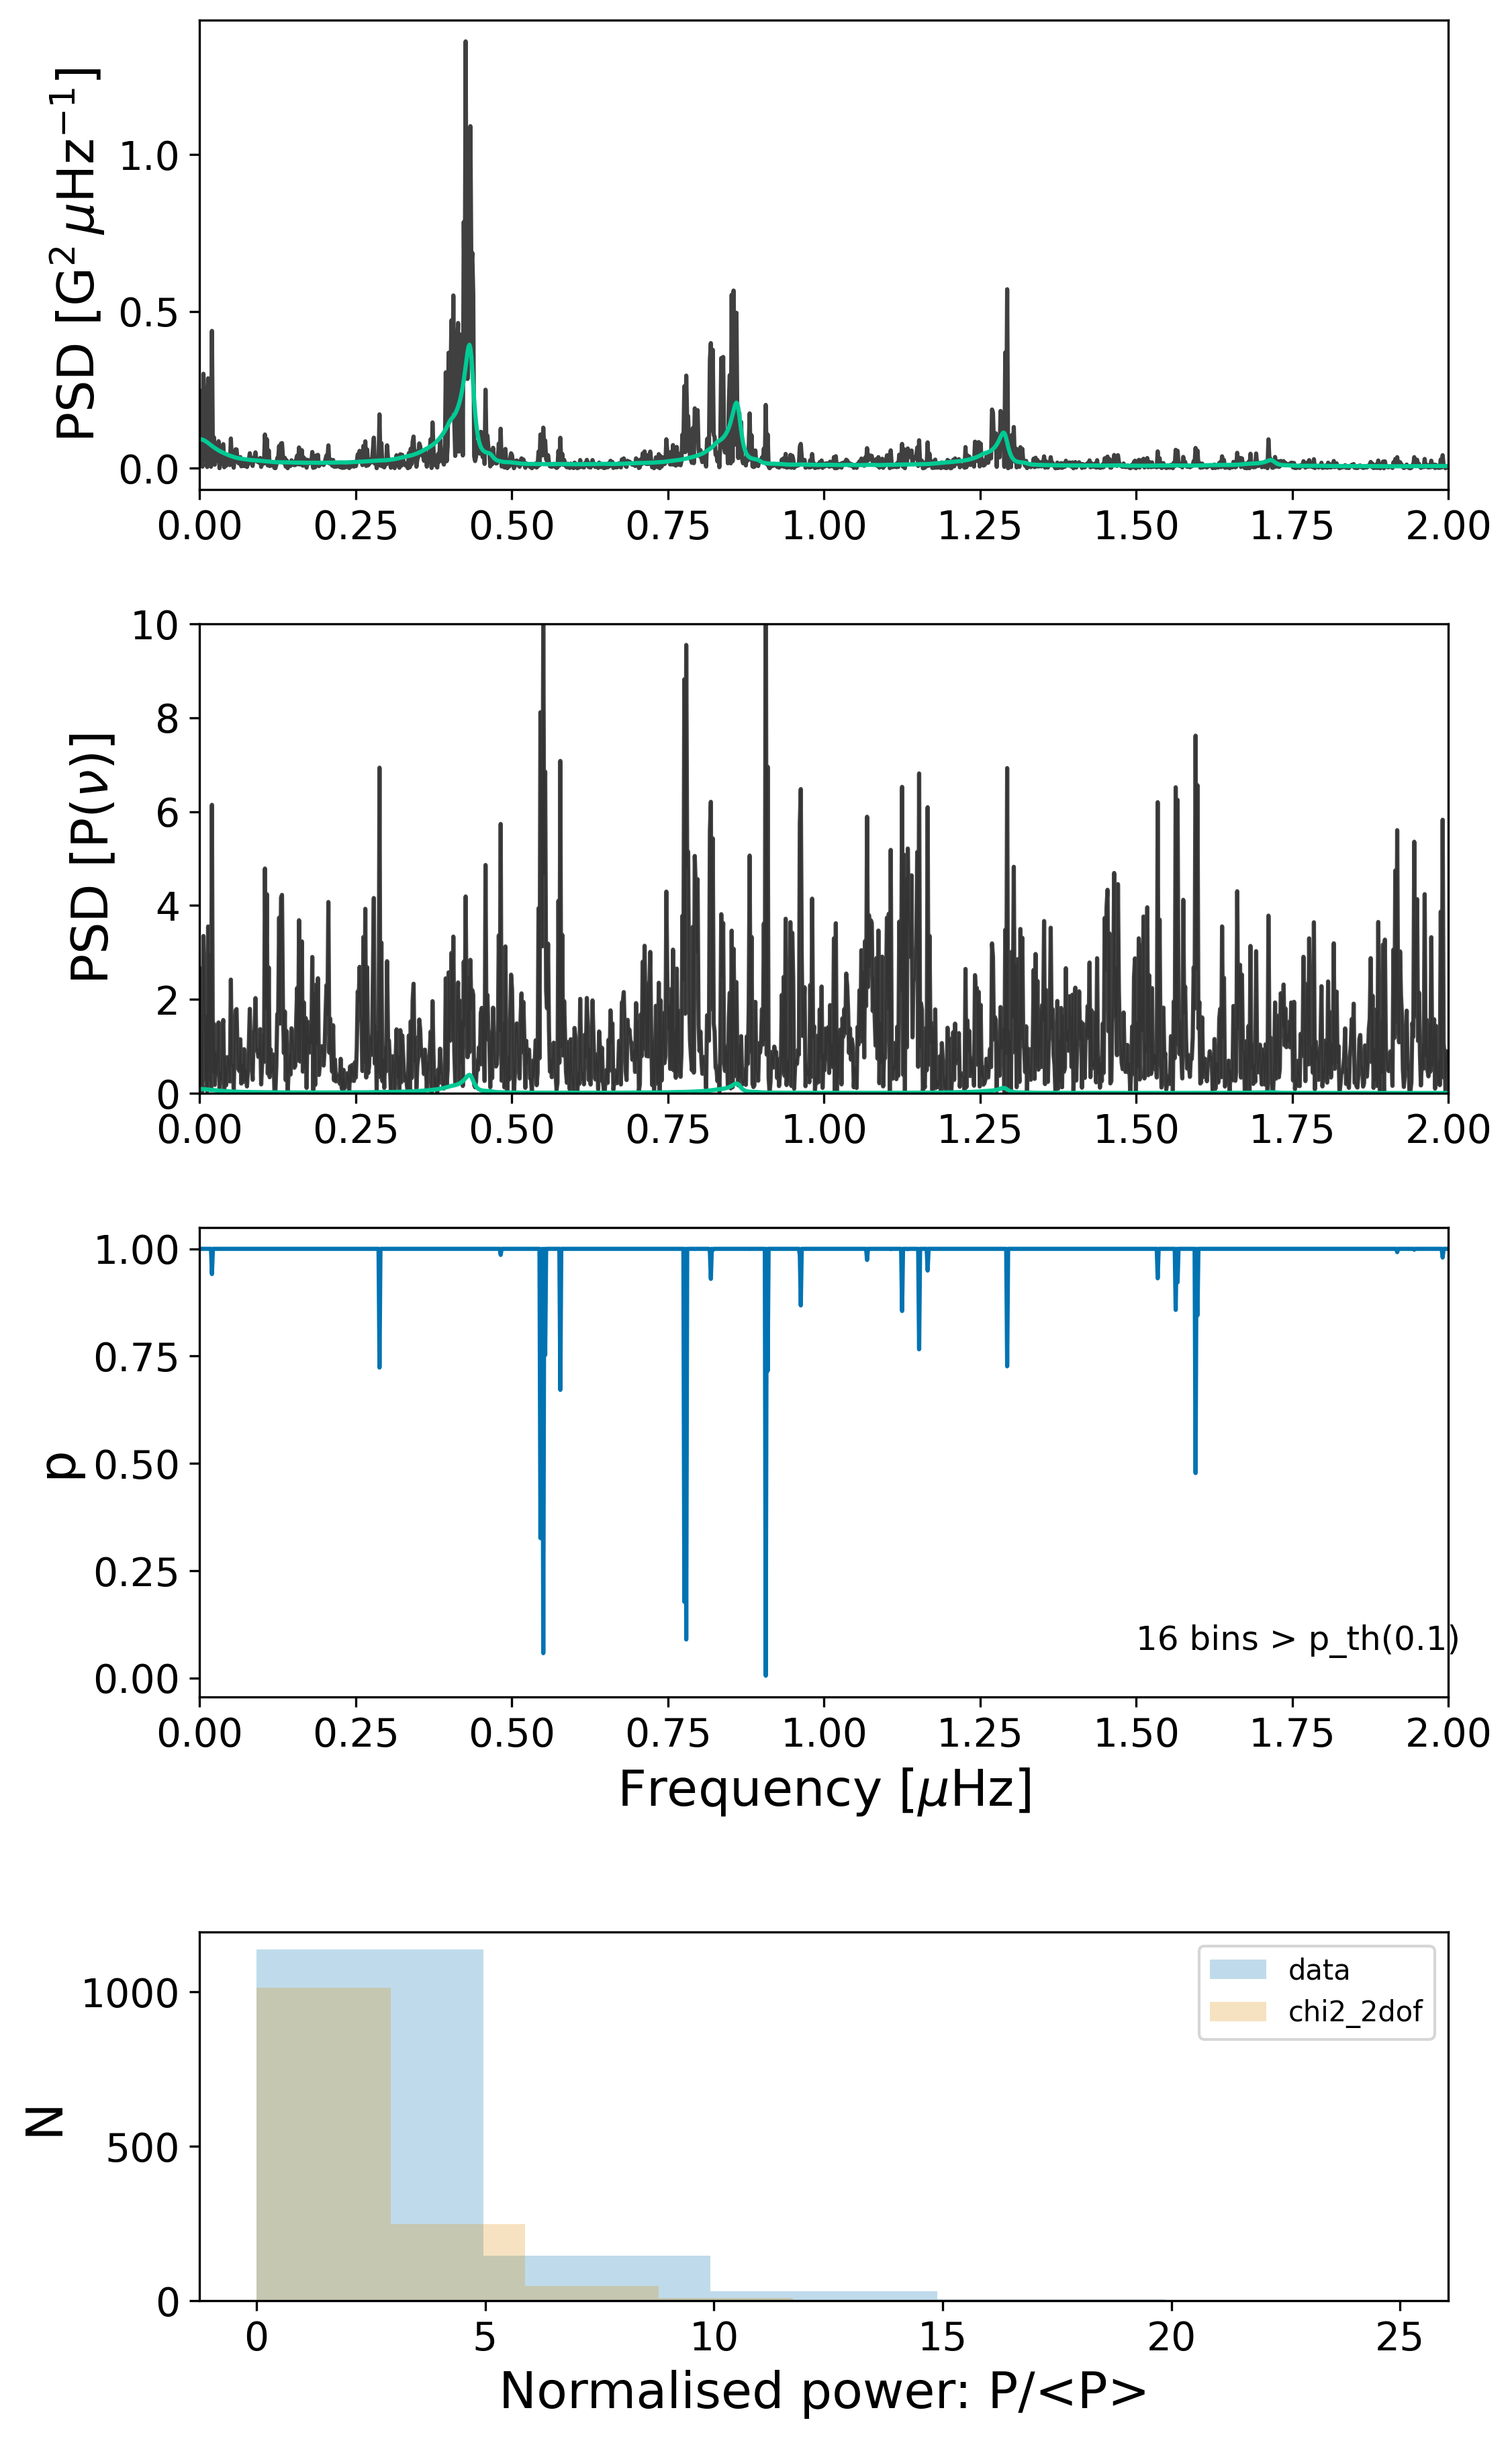 PSD [G² μHz⁻¹]
1.0
0.5
0.0
0.00 0.25 0.50 0.75 1.00 1.25 1.50 1.75 2.00
PSD [P(ν)]
10
8
6
4
2
0
0.00 0.25 0.50 0.75 1.00 1.25 1.50 1.75 2.00
p
1.00
0.75
0.50
0.25
0.00
16 bins > p_th(0.1)
0.00 0.25 0.50 0.75 1.00 1.25 1.50 1.75 2.00
Frequency [μHz]
N
1000
500
0
data
chi2_2dof
0 5 10 15 20 25
Normalised power: P/<P>